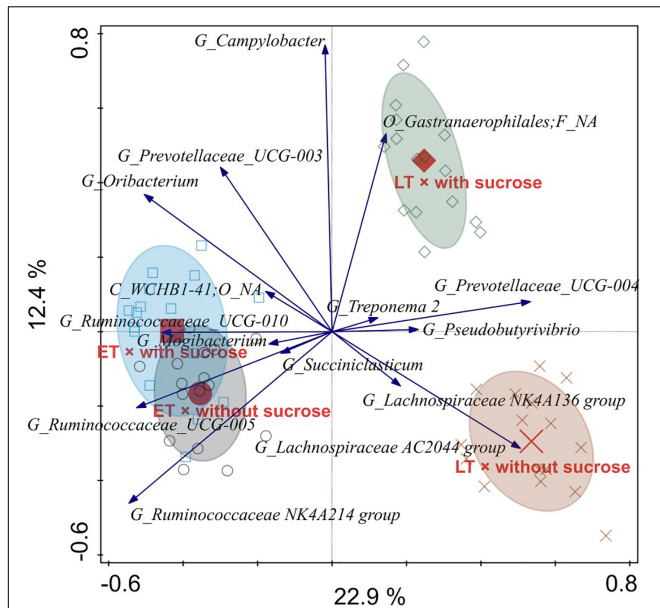 0.8
G_Campylobacter
O_Gastranaerophilales;F_NA
G_Prevotellaceae_UCG-003
G_Oribacterium
LT × with sucrose
C_WCHB1-41;O_NA
G_Prevotellaceae_UCG-004
G_Treponema 2
12.4 %
G_Ruminococcaceae_UCG-010
G_Pseudobutyrivibrio
G_Mogibacterium
ET × with sucrose
G_Succiniclasticum
G_Lachnospiraceae NK4A136 group
ET × without sucrose
G_Ruminococcaceae_UCG-005
G_Lachnospiraceae AC2044 group
LT × without sucrose
G_Ruminococcaceae NK4A214 group
-0.6
-0.6
22.9 %
0.8